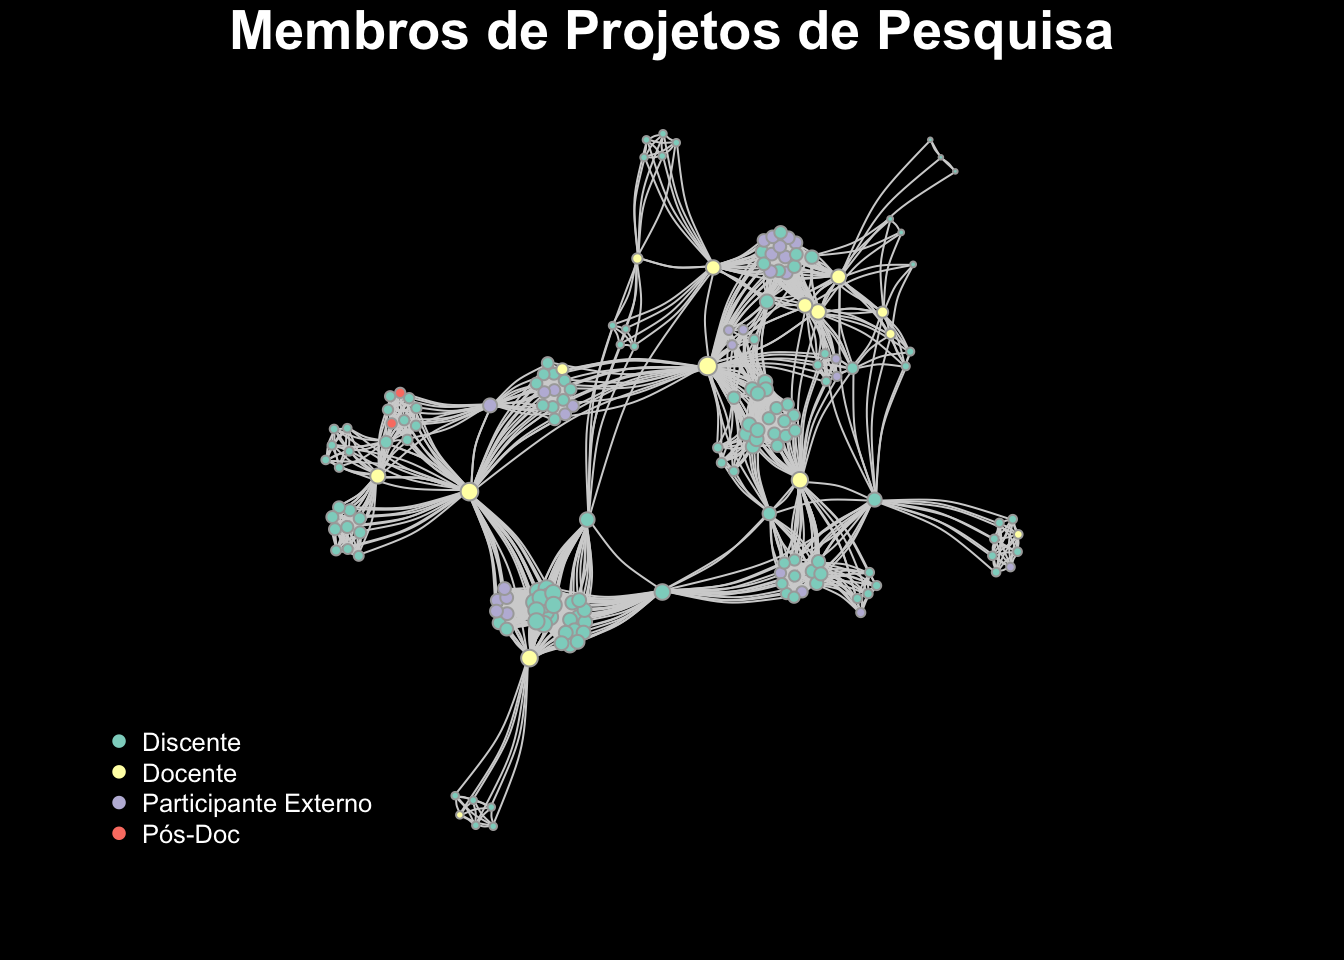 Membros de Projetos de Pesquisa
Discente
Docente
Participante Externo
Pós-Doc